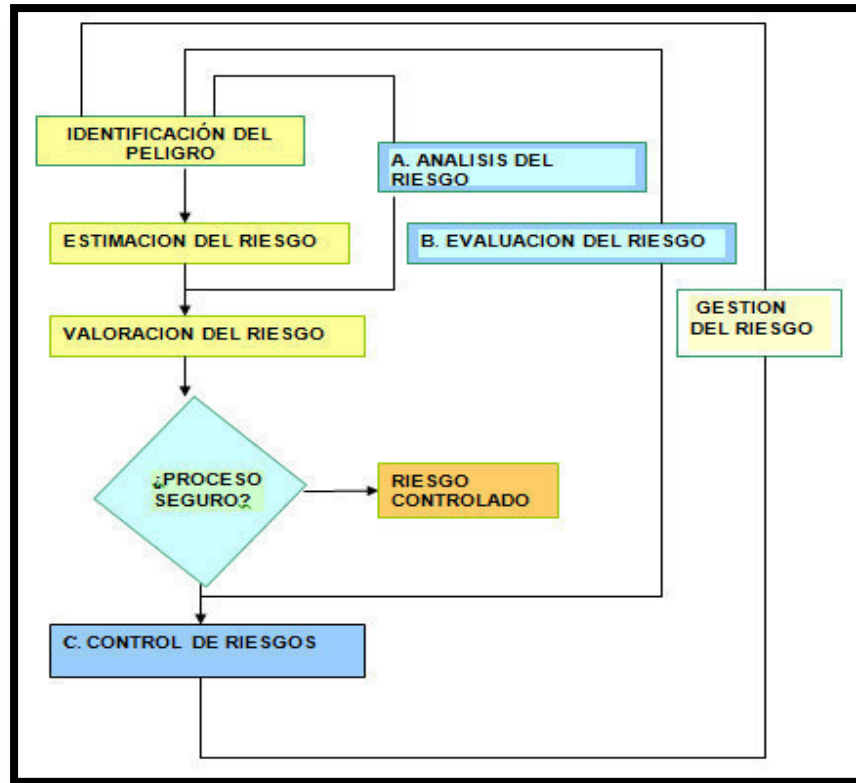 IDENTIFICACIÓN DEL
PELIGRO
A. ANALISIS DEL
RIESGO
ESTIMACION DEL RIESGO
B. EVALUACION DEL RIESGO
VALORACION DEL RIESGO
GESTION
DEL RIESGO
¿PROCESO
SEGURO?
RIESGO
CONTROLADO
C. CONTROL DE RIESGOS